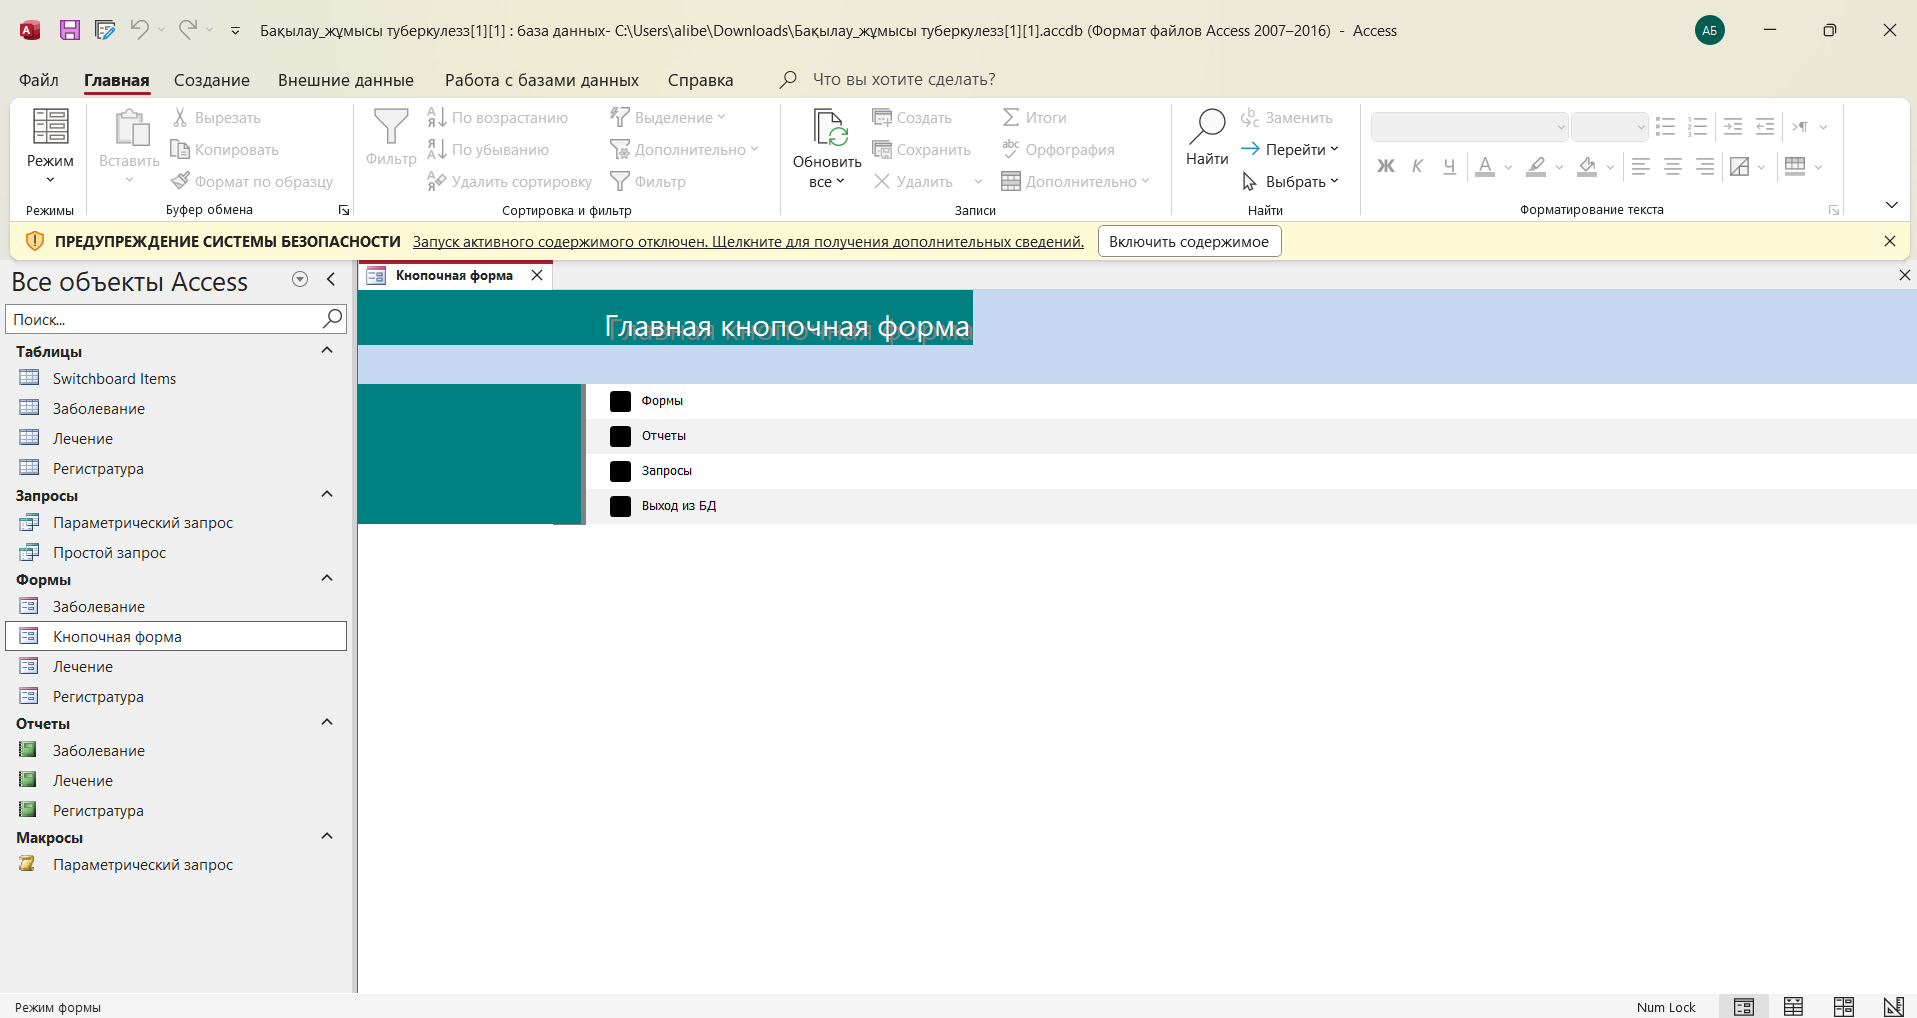 Бақылау_жұмысы туберкулезз[1][1] : база данных- C:\Users\alibe\Downloads\Бақылау_жұмысы туберкулезз[1][1].accdb (Формат файлов Access 2007–2016) - Access
АБ
Файл Главная Создание Внешние данные Работа с базами данных Справка Что вы хотите сделать?
Режим
Режимы
Вставить
Вырезать
Копировать
Формат по образцу
Буфер обмена
Фильтр
По возрастанию
По убыванию
Удалить сортировку
Выделение
Дополнительно
Фильтр
Сортировка и фильтр
Обновить
все
Создать
Сохранить
Удалить
Итоги
Орфография
Дополнительно
Записи
Найти
Заменить
Перейти
Выбрать
Найти
Ж К Ч А
Форматирование текста
ПРЕДУПРЕЖДЕНИЕ СИСТЕМЫ БЕЗОПАСНОСТИ Запуск активного содержимого отключен. Щелкните для получения дополнительных сведений. Включить содержимое
Все объекты Access
Поиск...
Таблицы
Switchboard Items
Заболевание
Лечение
Регистратура
Запросы
Параметрический запрос
Простой запрос
Формы
Заболевание
Кнопочная форма
Лечение
Регистратура
Отчеты
Заболевание
Лечение
Регистратура
Макросы
Параметрический запрос
Кнопочная форма
Главная кнопочная форма
Формы
Отчеты
Запросы
Выход из БД
Режим формы
Num Lock